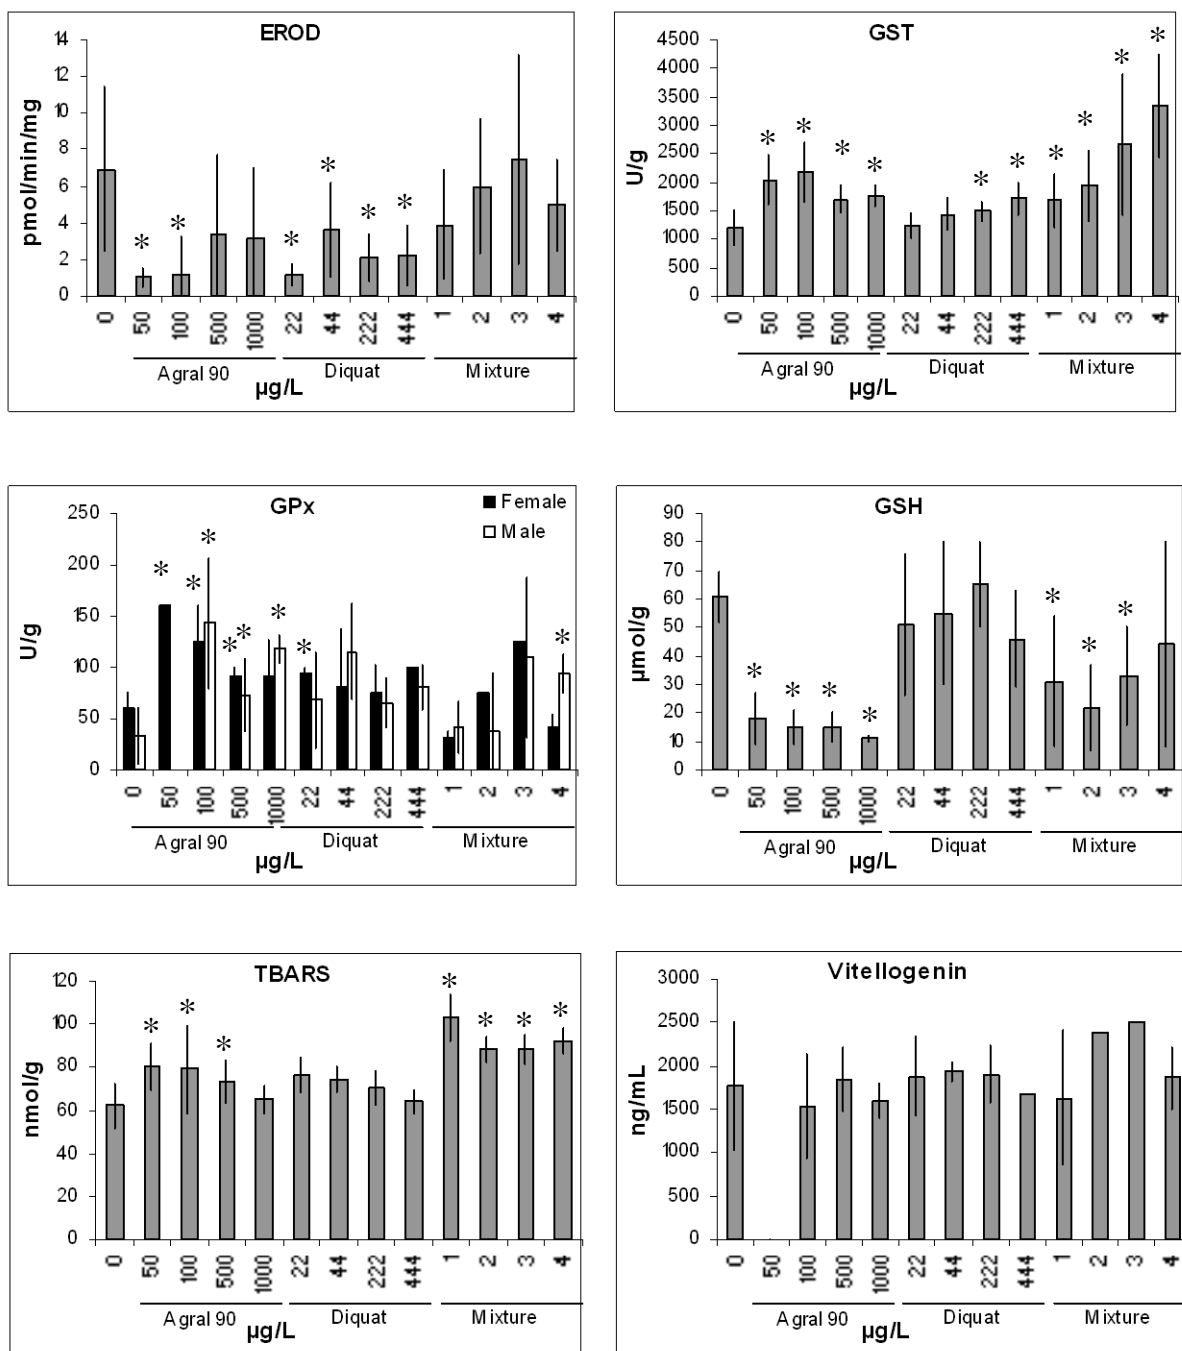 EROD
pmol/min/mg
14
12
10
8
6
4
2
0
* * * * * *
0 50 100 500 1000 22 44 222 444 1 2 3 4
Agral 90 Diquat Mixture
µg/L
GST
U/g
4500
4000
3500
3000
2500
2000
1500
1000
500
0
* * * * * * * * * *
0 50 100 500 1000 22 44 222 444 1 2 3 4
Agral 90 Diquat Mixture
µg/L
GPx
Female
Male
U/g
250
200
150
100
50
0
* * * * * * * *
0 50 100 500 1000 22 44 222 444 1 2 3 4
Agral 90 Diquat Mixture
µg/L
GSH
µmol/g
90
80
70
60
50
40
30
20
10
0
* * * * * * *
0 50 100 500 1000 22 44 222 444 1 2 3 4
Agral 90 Diquat Mixture
µg/L
TBARS
nmol/g
120
100
80
60
40
20
0
* * * * * * *
0 50 100 500 1000 22 44 222 444 1 2 3 4
Agral 90 Diquat Mixture
µg/L
Vitellogenin
ng/mL
3000
2500
2000
1500
1000
500
0
0 50 100 500 1000 22 44 222 444 1 2 3 4
Agral 90 Diquat Mixture
µg/L